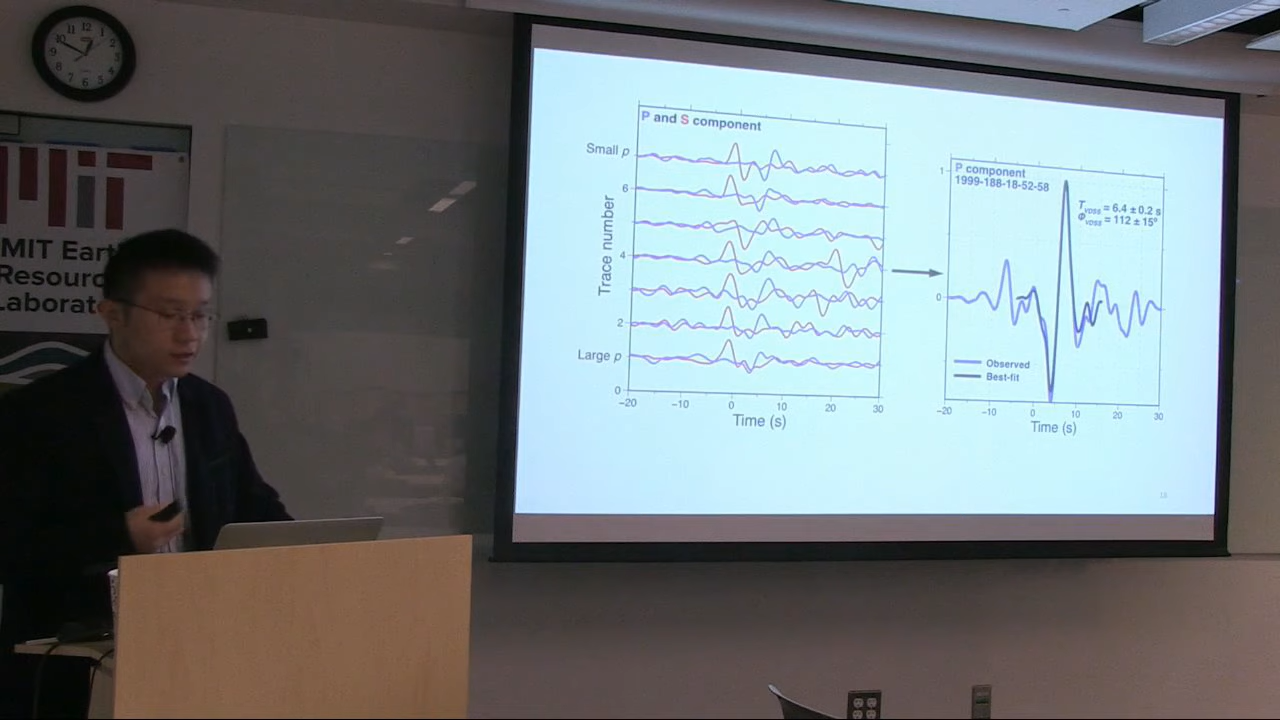 12
MIT Eart
Resourc
Laborat
P and S component
Small p
6
Trace number
4
2
Large p
0
−20
−10
0
10
20
30
Time (s)
P component
1999-188-18-52-58
1
T_VDSS = 6.4 ± 0.2 s
Φ_VDSS = 112 ± 15°
0
Observed
Best-fit
−20
−10
0
10
20
30
Time (s)